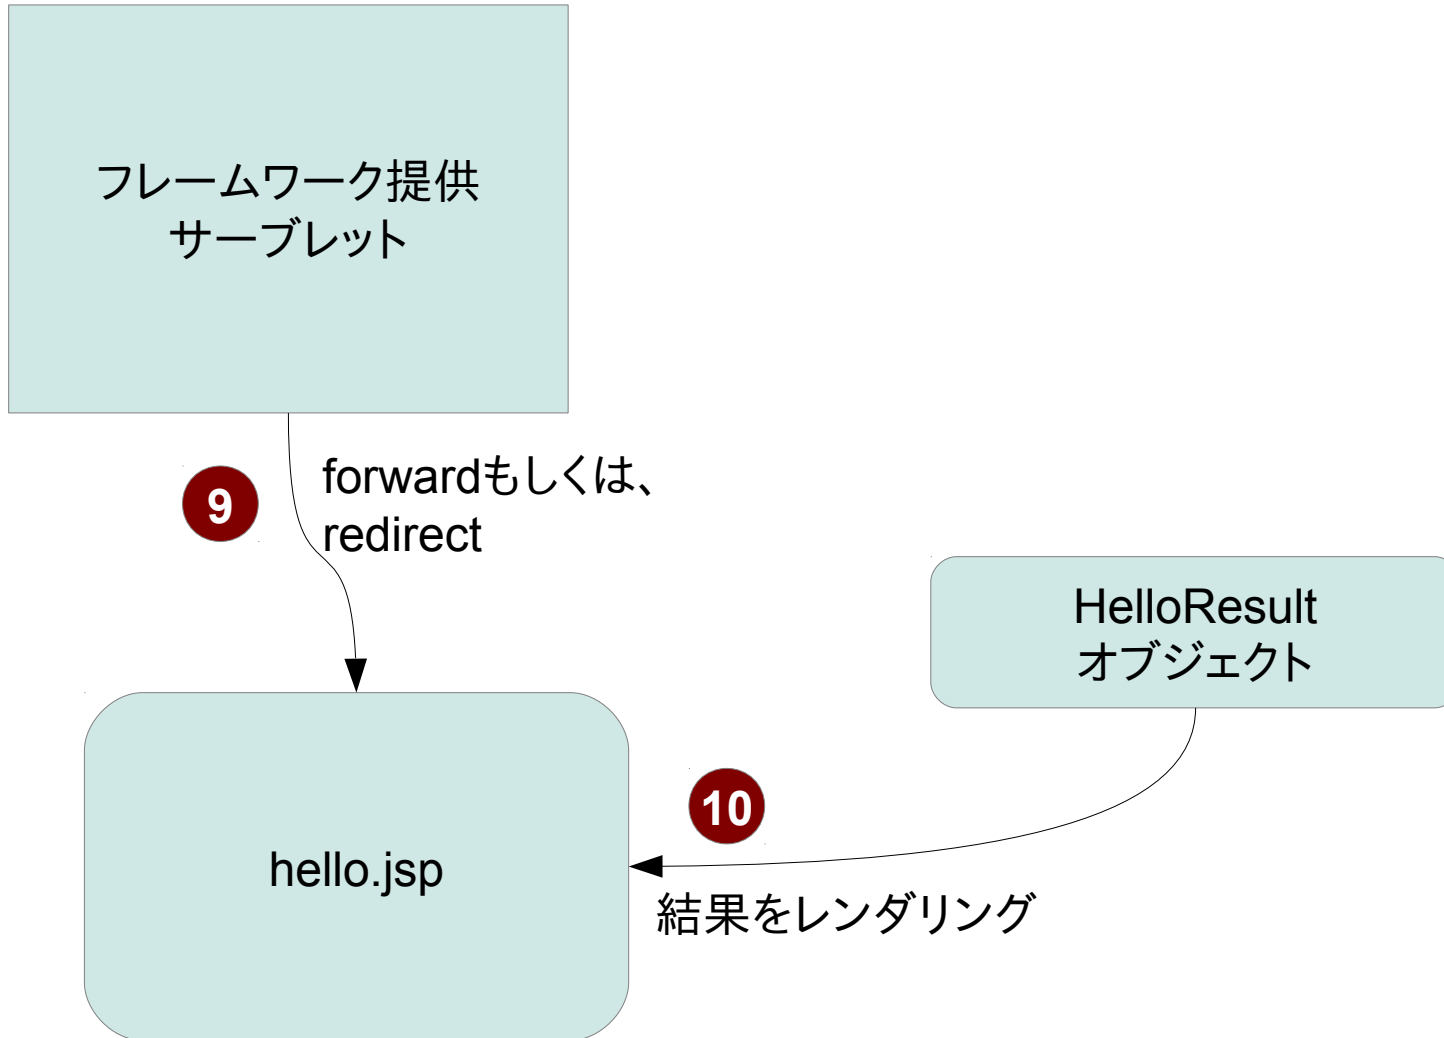 フレームワーク提供
サーブレット
9
forwardもしくは、
redirect
HelloResult
オブジェクト
10
hello.jsp
結果をレンダリング